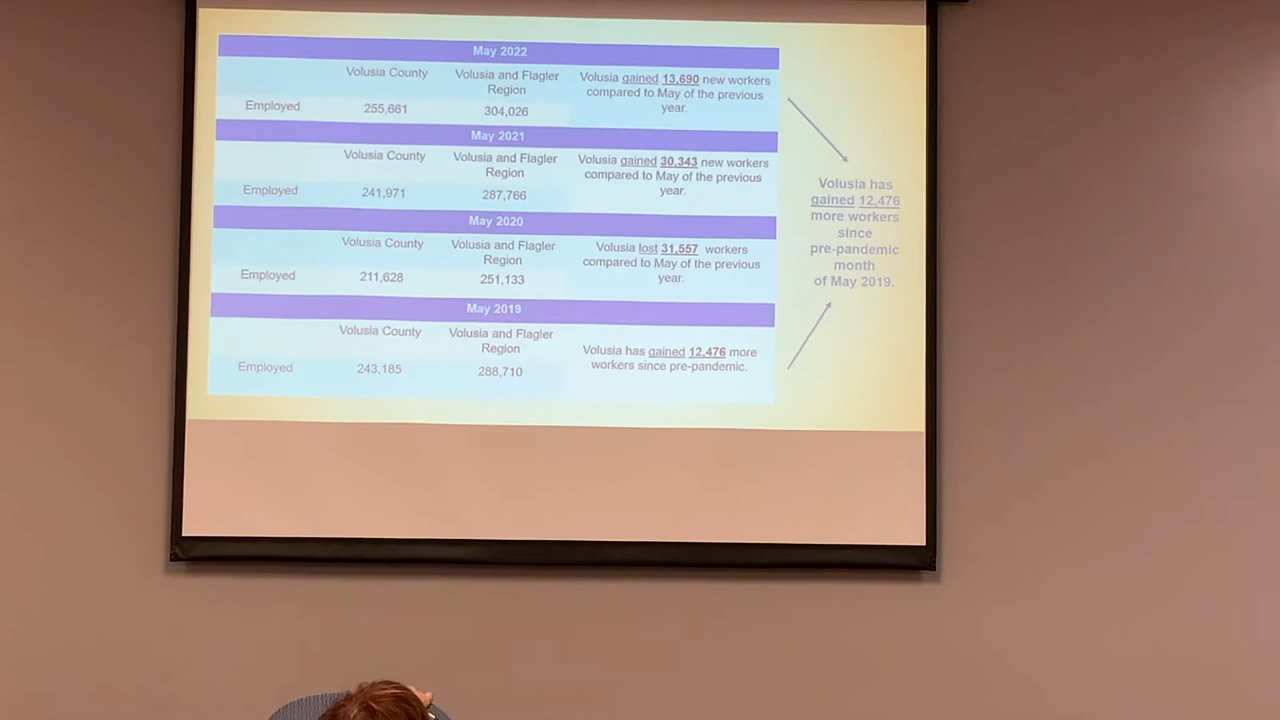 May 2022
Volusia County
Volusia and Flagler
Region
Volusia gained 13,690 new workers
compared to May of the previous
year.
Employed
255,661
304,026
May 2021
Volusia County
Volusia and Flagler
Region
Volusia gained 30,343 new workers
compared to May of the previous
year.
Employed
241,971
287,766
May 2020
Volusia County
Volusia and Flagler
Region
Volusia lost 31,557 workers
compared to May of the previous
year.
Employed
211,628
251,133
May 2019
Volusia County
Volusia and Flagler
Region
Volusia has gained 12,476 more
workers since pre-pandemic.
Employed
243,185
288,710
Volusia has
gained 12,476
more workers
since
pre-pandemic
month
of May 2019.